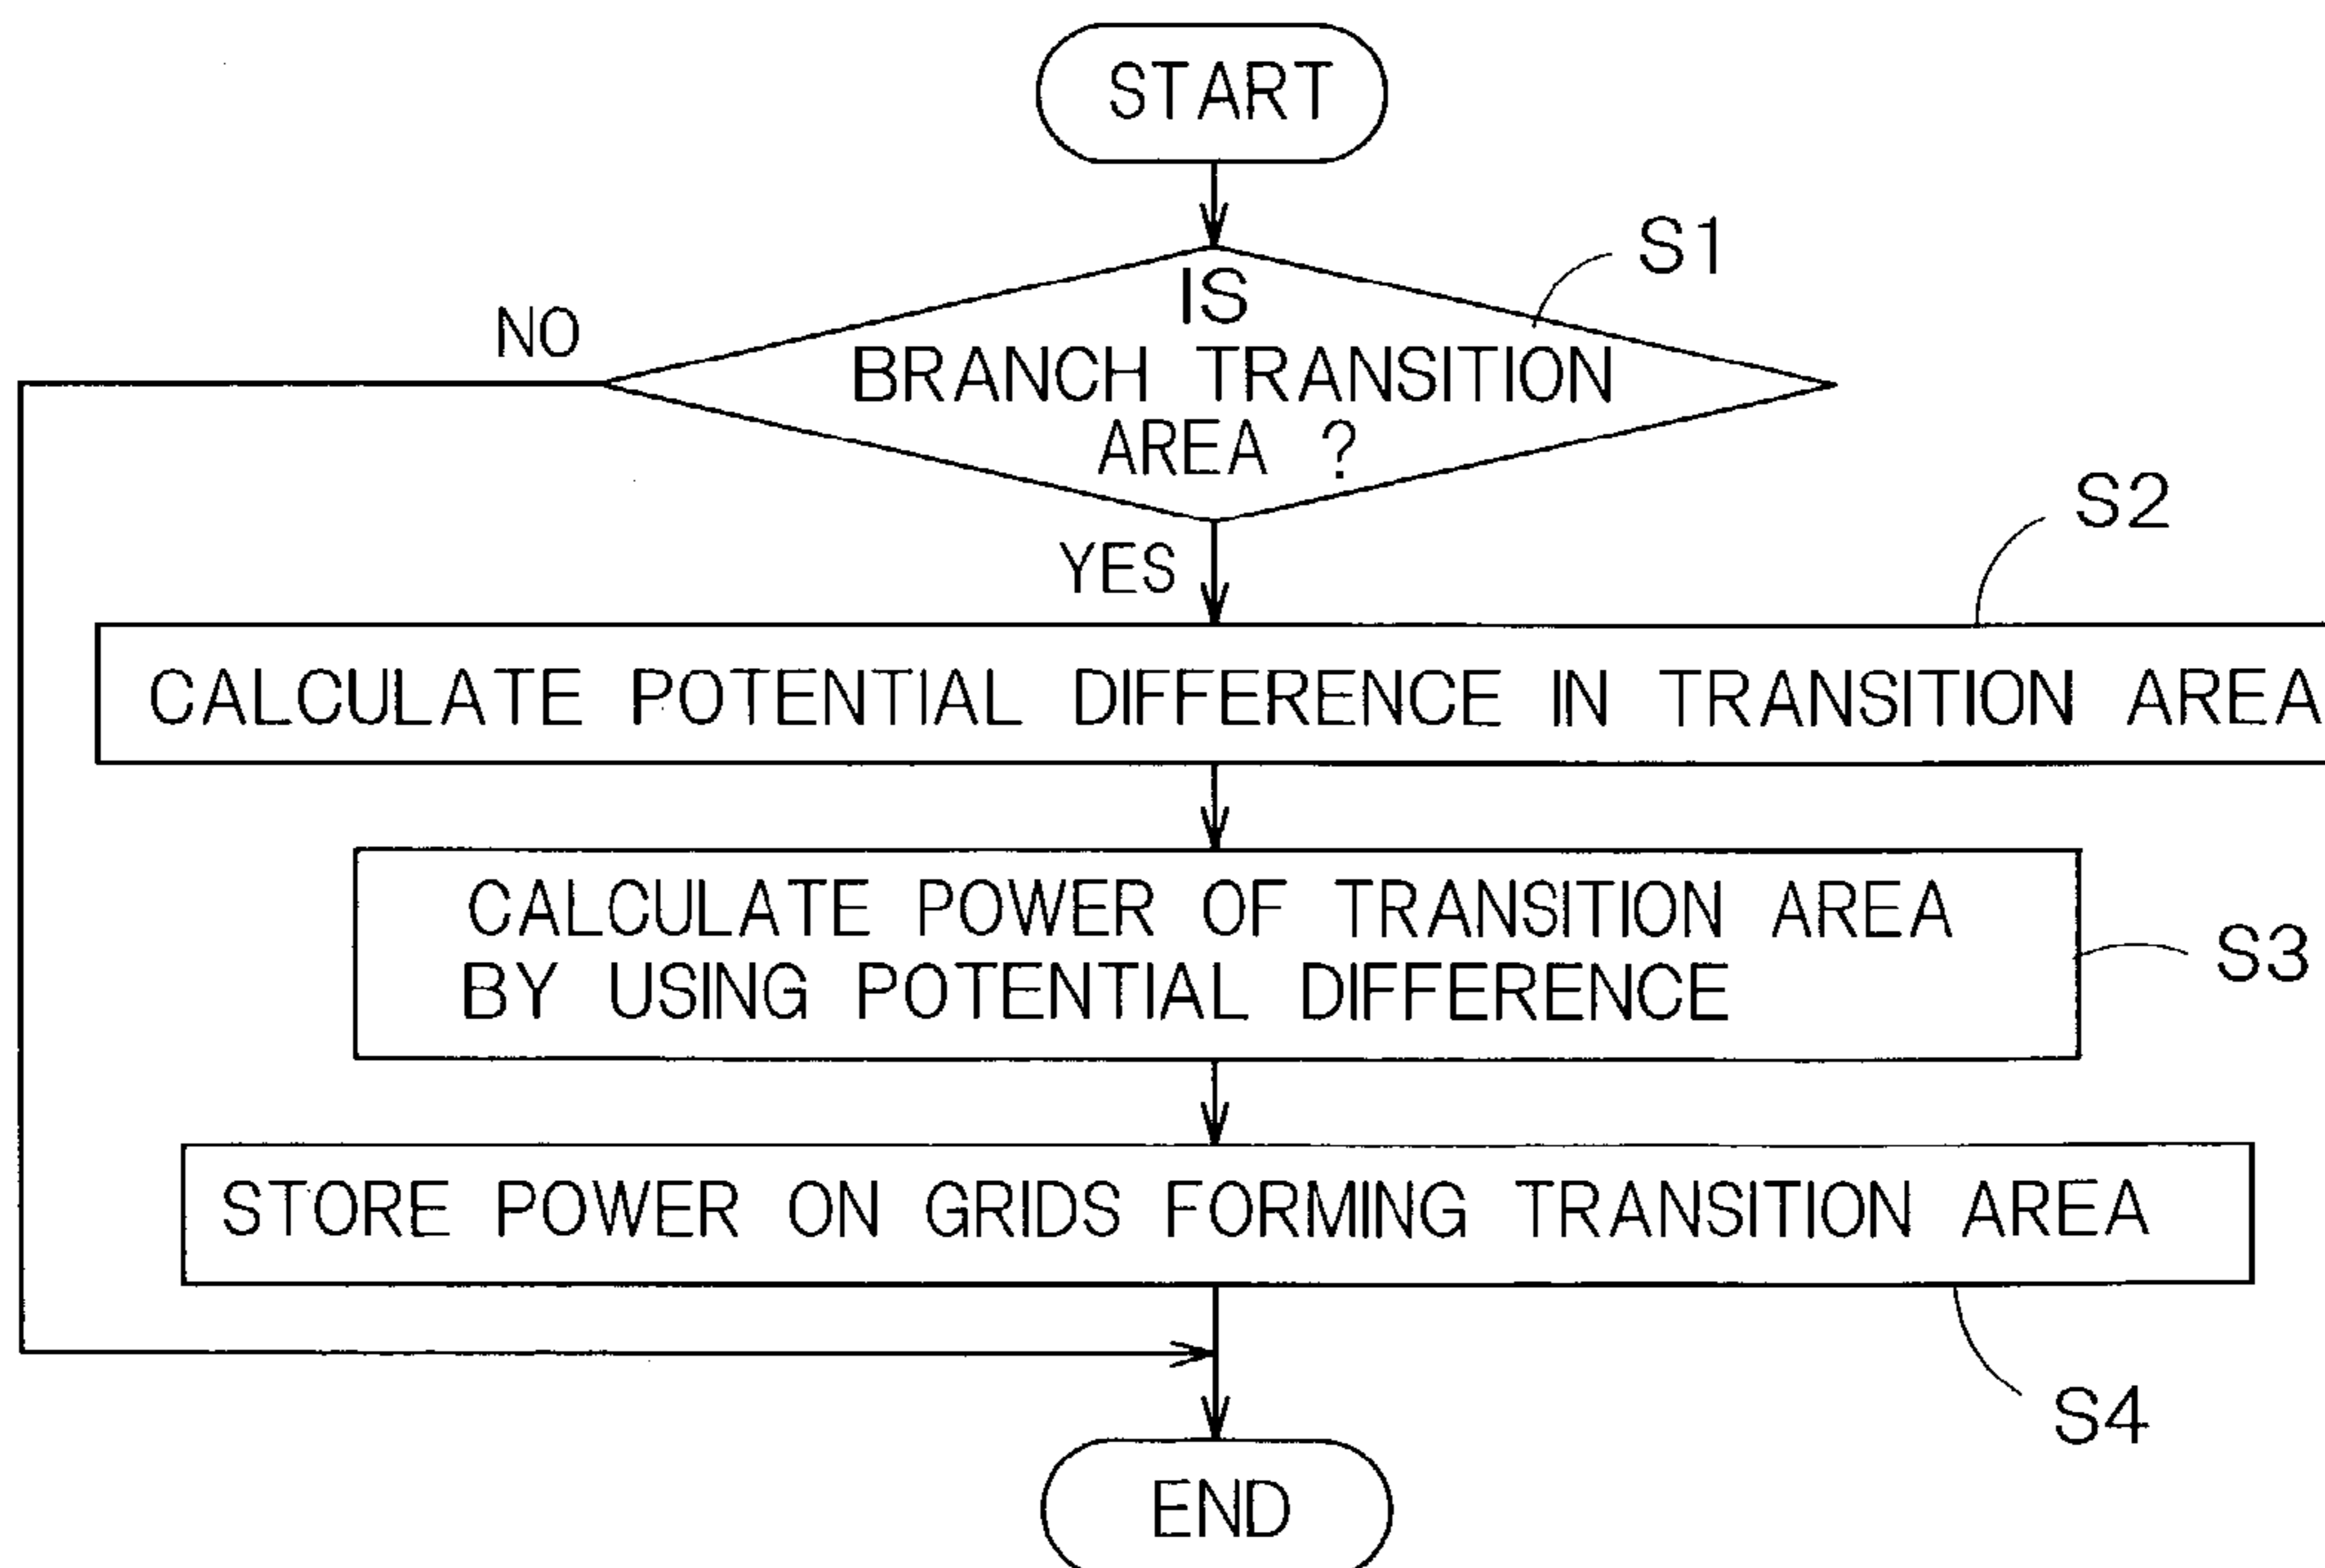 START
IS
S1
NO
BRANCH TRANSITION
AREA ?
S2
YES
CALCULATE POTENTIAL DIFFERENCE IN TRANSITION AREA
CALCULATE POWER OF TRANSITION AREA
BY USING POTENTIAL DIFFERENCE
S3
STORE POWER ON GRIDS FORMING TRANSITION AREA
S4
END